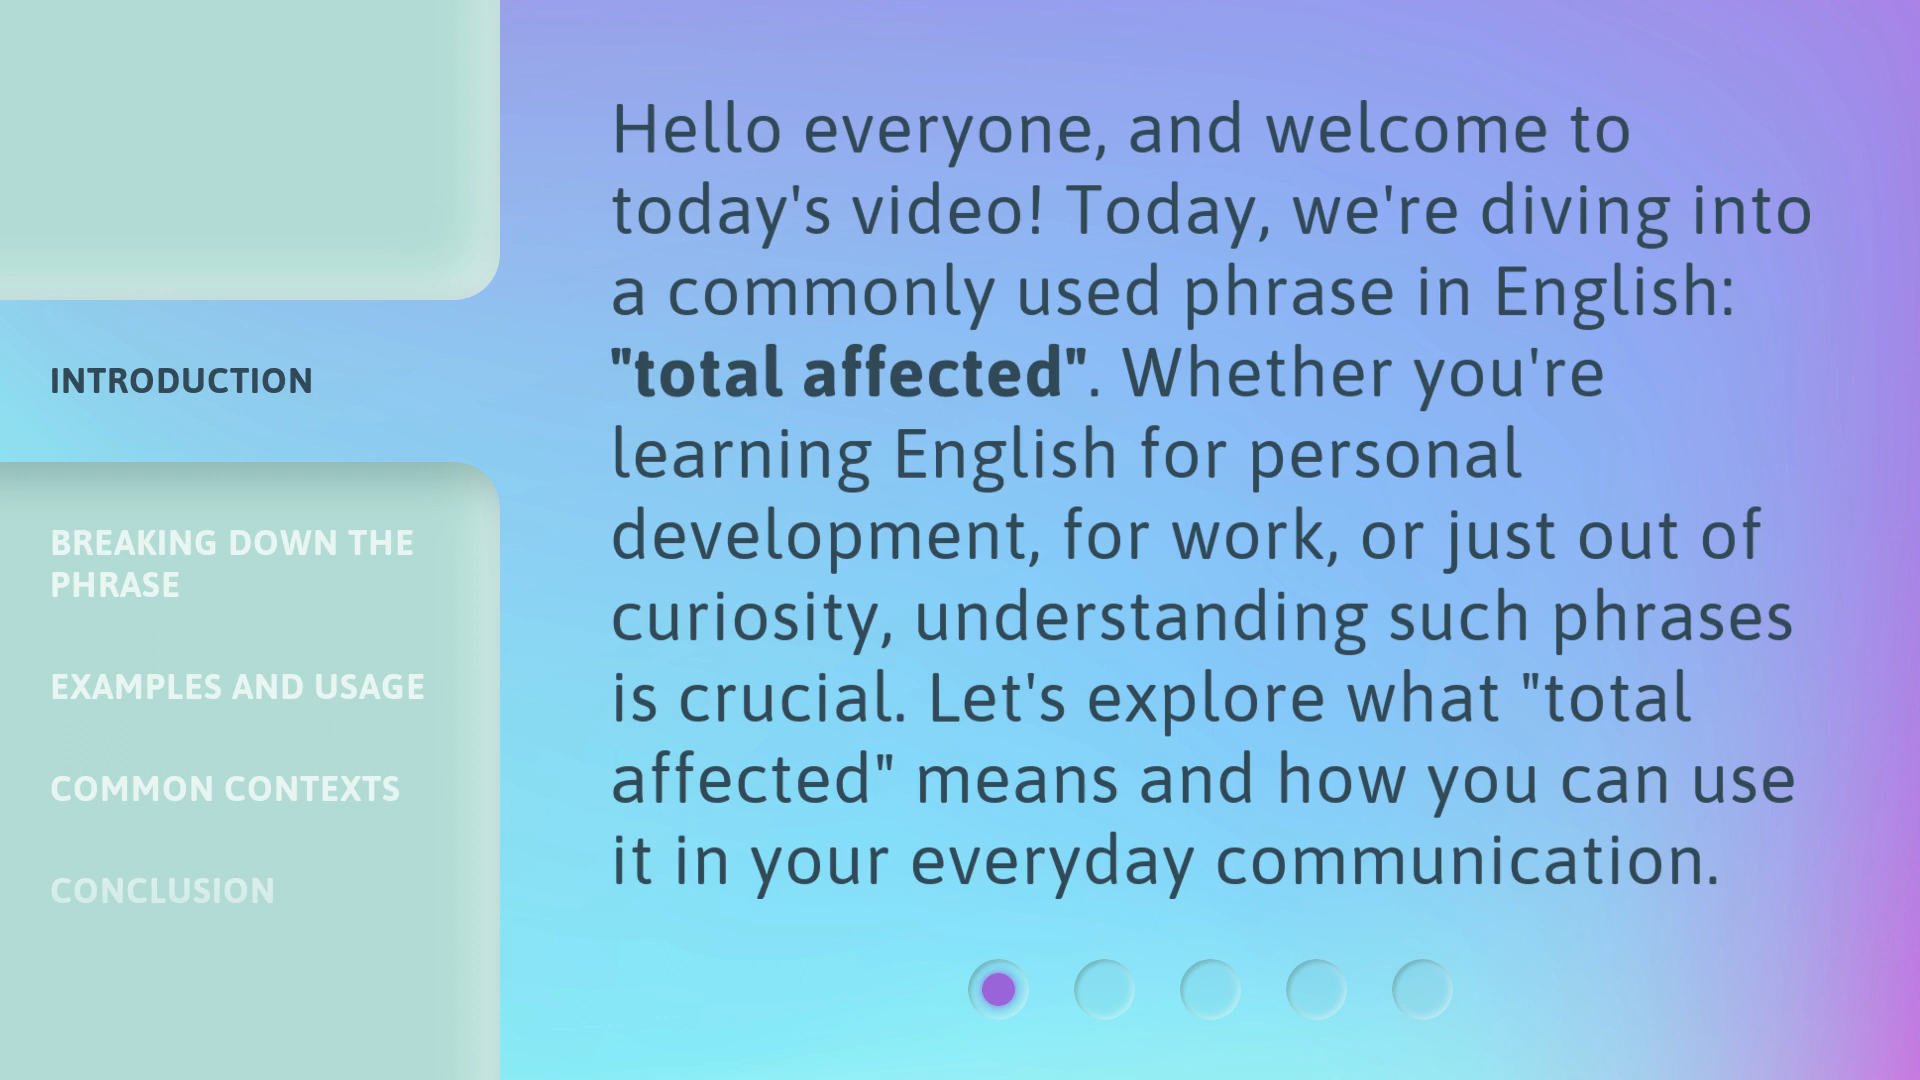 INTRODUCTION
BREAKING DOWN THE
PHRASE
EXAMPLES AND USAGE
COMMON CONTEXTS
CONCLUSION
Hello everyone, and welcome to
today's video! Today, we're diving into
a commonly used phrase in English:
"total affected". Whether you're
learning English for personal
development, for work, or just out of
curiosity, understanding such phrases
is crucial. Let's explore what "total
affected" means and how you can use
it in your everyday communication.